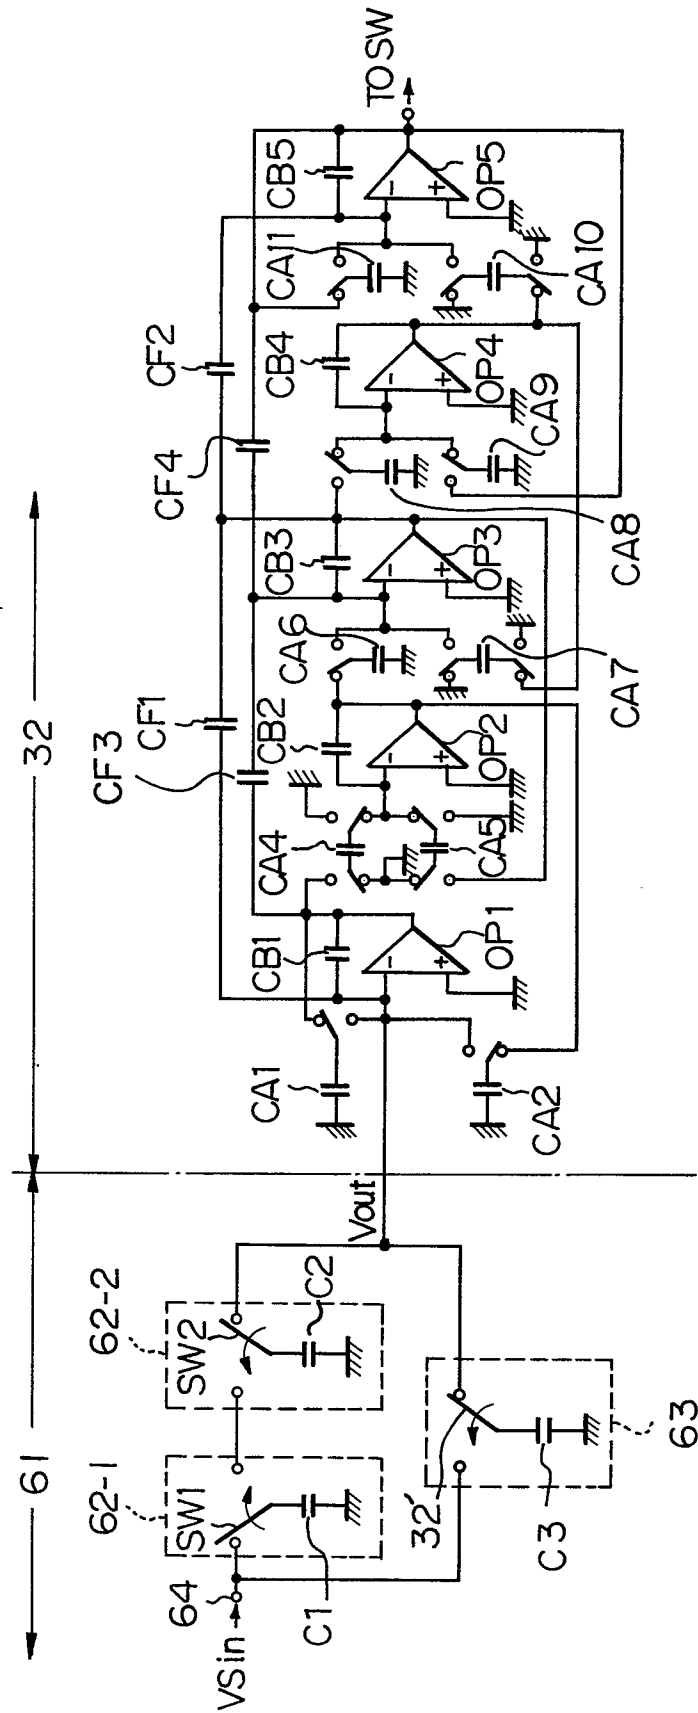 61
32
CF3
CF1
CF4
CF2
62-1
62-2
SW1
SW2
C2
64
VSin
C1
Vout
32'
C3
63
CA1
CA2
CB1
OP1
CA4
CA5
CB2
OP2
CA6
CA7
CB3
OP3
CA8
CA9
CB4
OP4
CA11
CA10
CB5
OP5
TO SW
- +
- +
- +
- +
- +